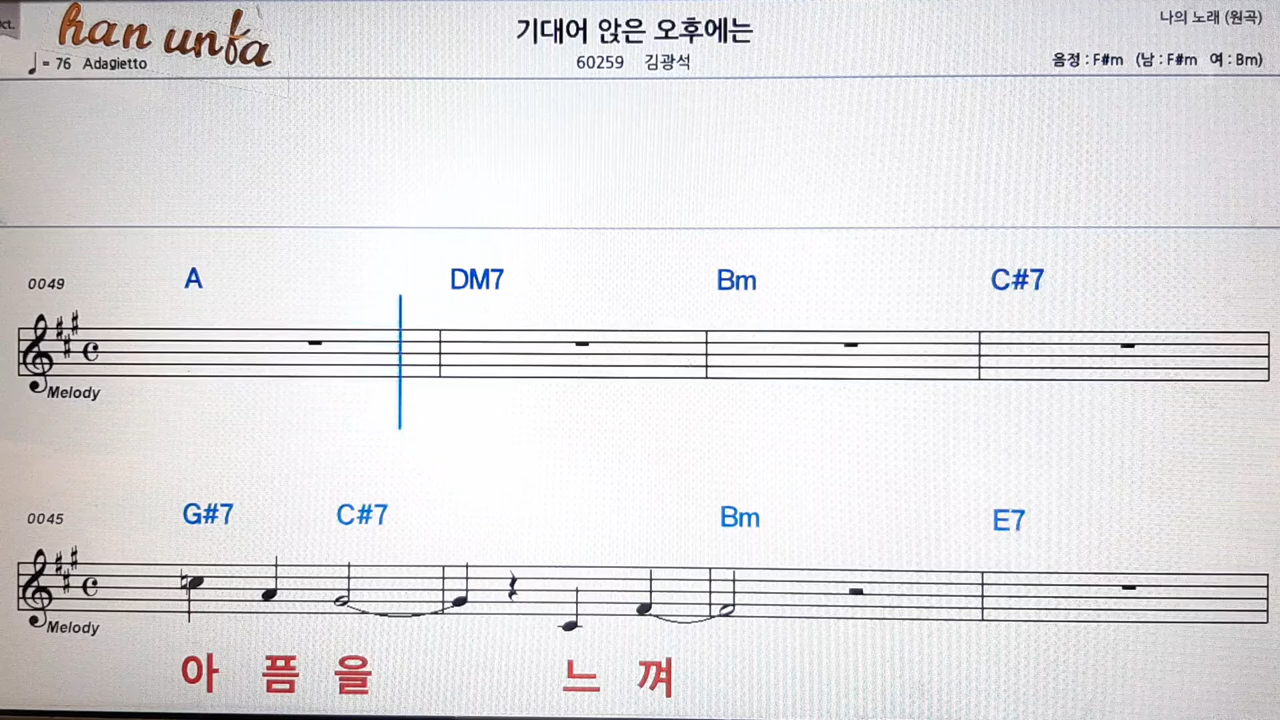 ct.
han unfa
기대어 앉은 오후에는
나의 노래 (원곡)
= 76 Adagietto
60259 김광석
음정 : F#m (남 : F#m 여 : Bm)
0049 A DM7 Bm C#7
Melody
0045 G#7 C#7 Bm E7
Melody
아 픔 을 느 껴